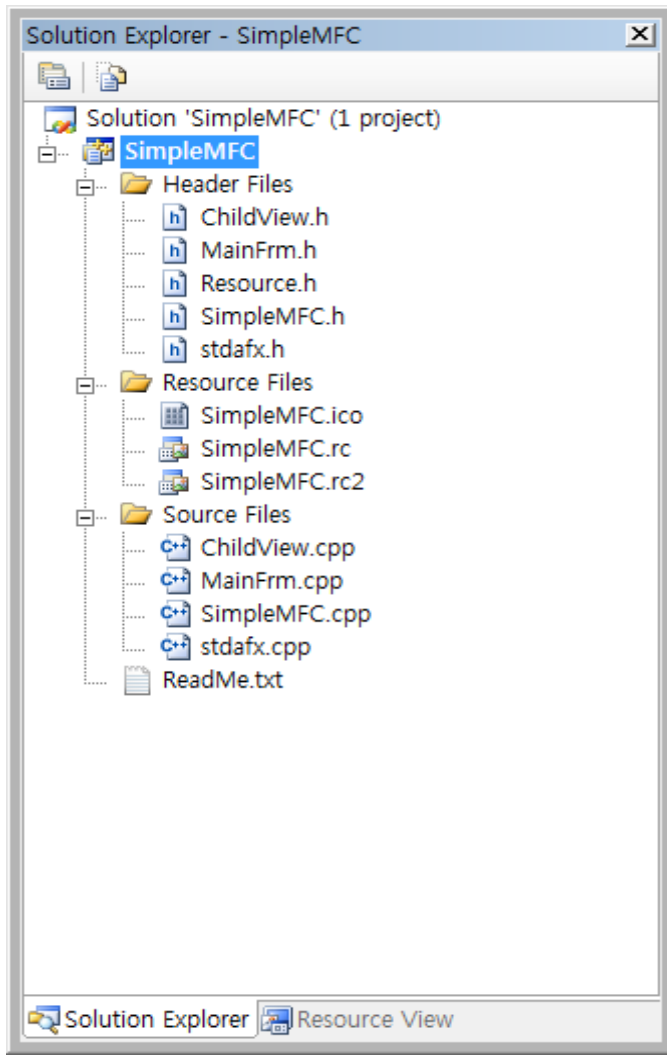 Solution Explorer - SimpleMFC
Solution 'SimpleMFC' (1 project)
SimpleMFC
Header Files
ChildView.h
MainFrm.h
Resource.h
SimpleMFC.h
stdafx.h
Resource Files
SimpleMFC.ico
SimpleMFC.rc
SimpleMFC.rc2
Source Files
ChildView.cpp
MainFrm.cpp
SimpleMFC.cpp
stdafx.cpp
ReadMe.txt
Solution Explorer Resource View